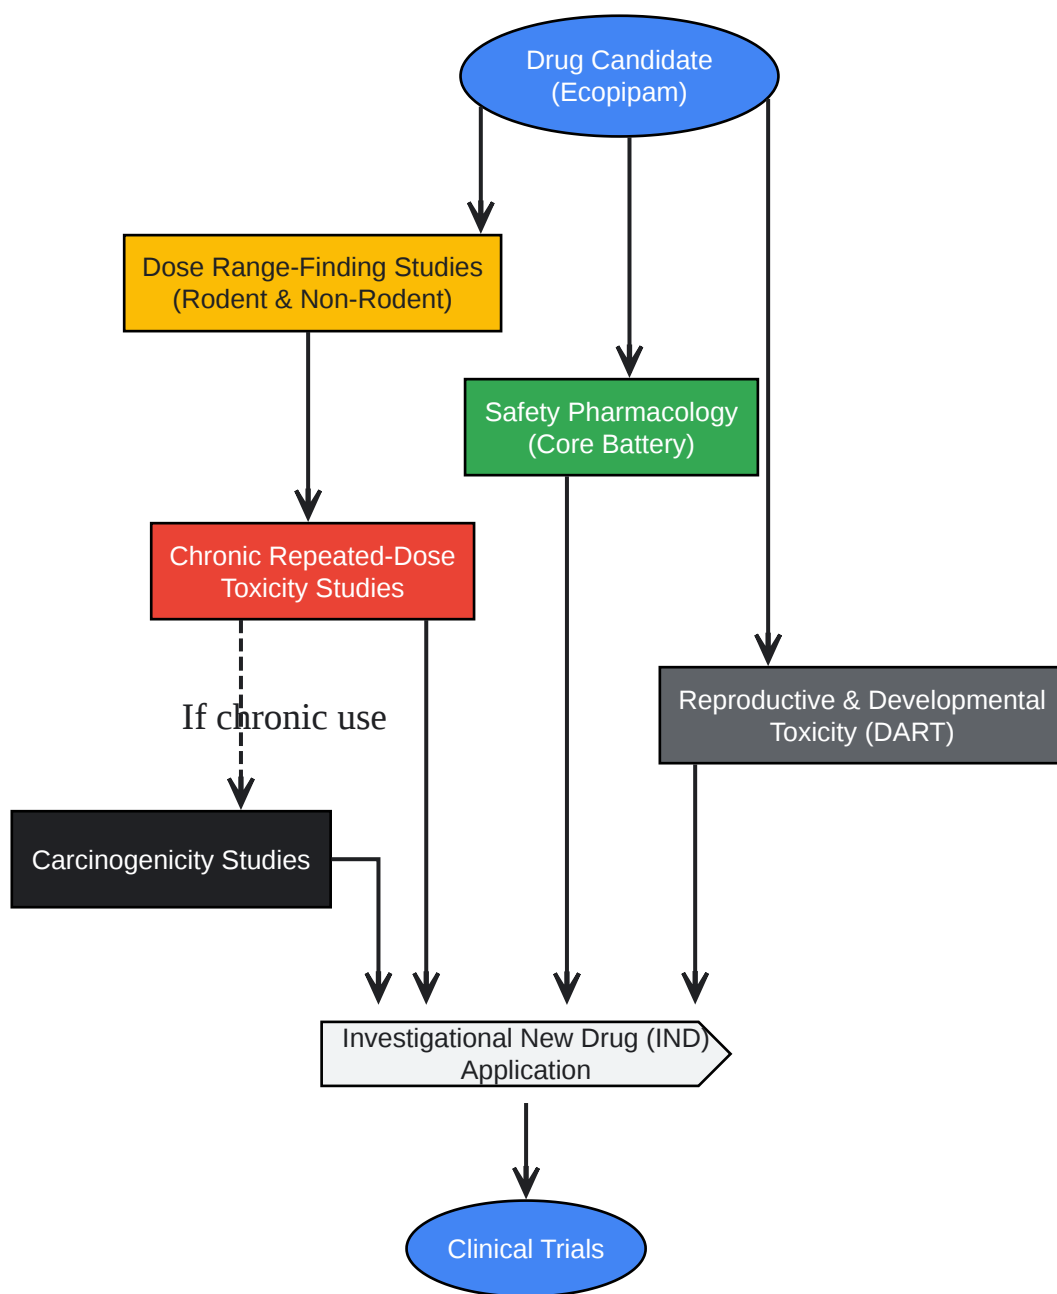 Drug Candidate
(Ecopipam)
Dose Range-Finding Studies
(Rodent & Non-Rodent)
Safety Pharmacology
(Core Battery)
Chronic Repeated-Dose
Toxicity Studies
Reproductive & Developmental
Toxicity (DART)
If chronic use
Carcinogenicity Studies
Investigational New Drug (IND)
Application
Clinical Trials